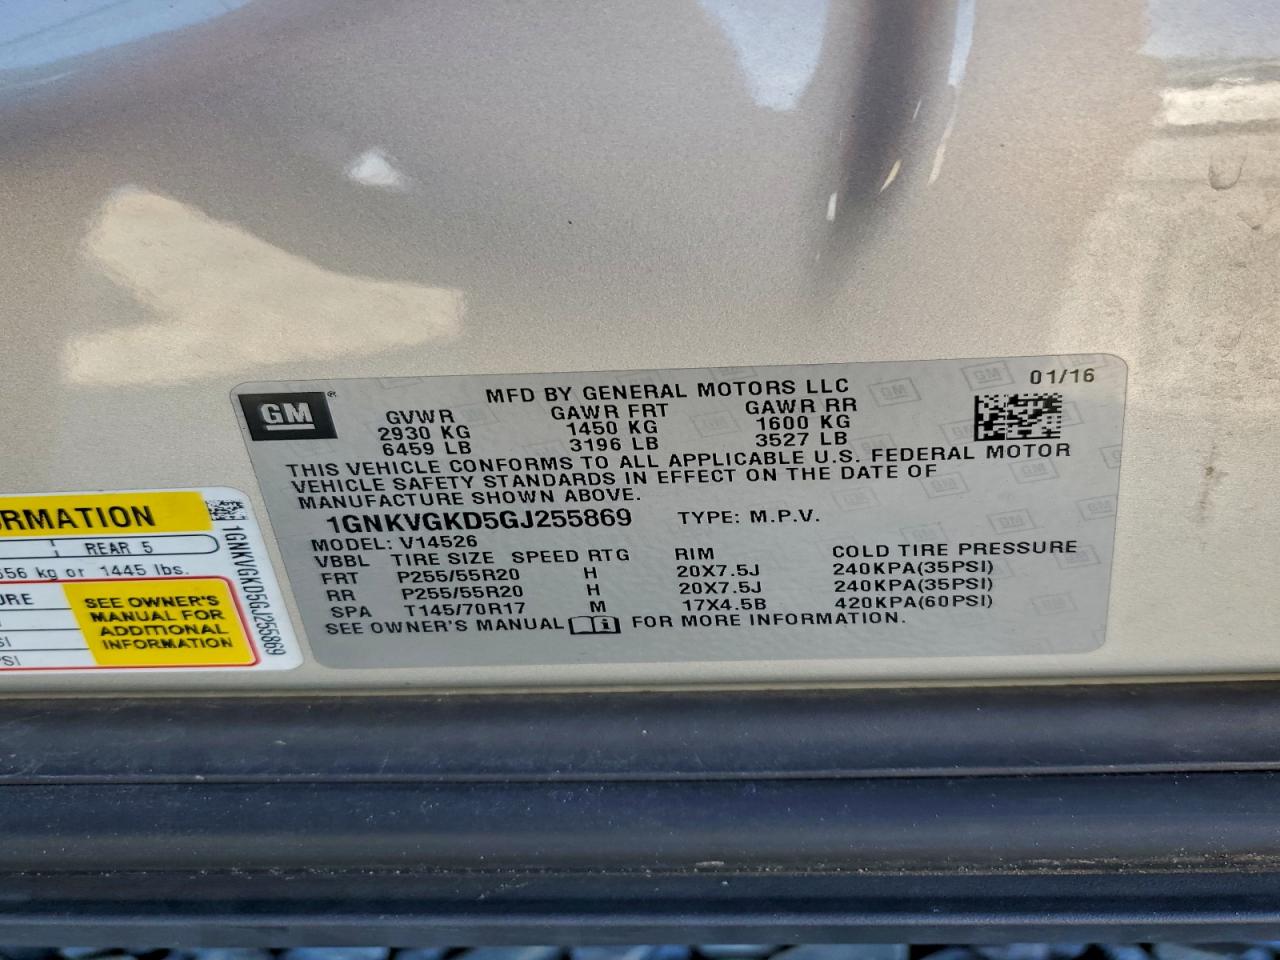 MFD BY GENERAL MOTORS LLC 01/16
GM ®
GVWR GAWR FRT GAWR RR
2930 KG 1450 KG 1600 KG
6459 LB 3196 LB 3527 LB
THIS VEHICLE CONFORMS TO ALL APPLICABLE U.S. FEDERAL MOTOR
VEHICLE SAFETY STANDARDS IN EFFECT ON THE DATE OF
MANUFACTURE SHOWN ABOVE.
1GNKVGKD5GJ255869 TYPE: M.P.V.
MODEL: V14526
VBBL TIRE SIZE SPEED RTG RIM COLD TIRE PRESSURE
FRT P255/55R20 H 20X7.5J 240KPA(35PSI)
RR P255/55R20 H 20X7.5J 240KPA(35PSI)
SPA T145/70R17 M 17X4.5B 420KPA(60PSI)
SEE OWNER'S MANUAL FOR MORE INFORMATION.
REAR 5
kg or 1445 lbs.
SEE OWNER'S
MANUAL FOR
ADDITIONAL
INFORMATION
1GNKVGKD5GJ255869